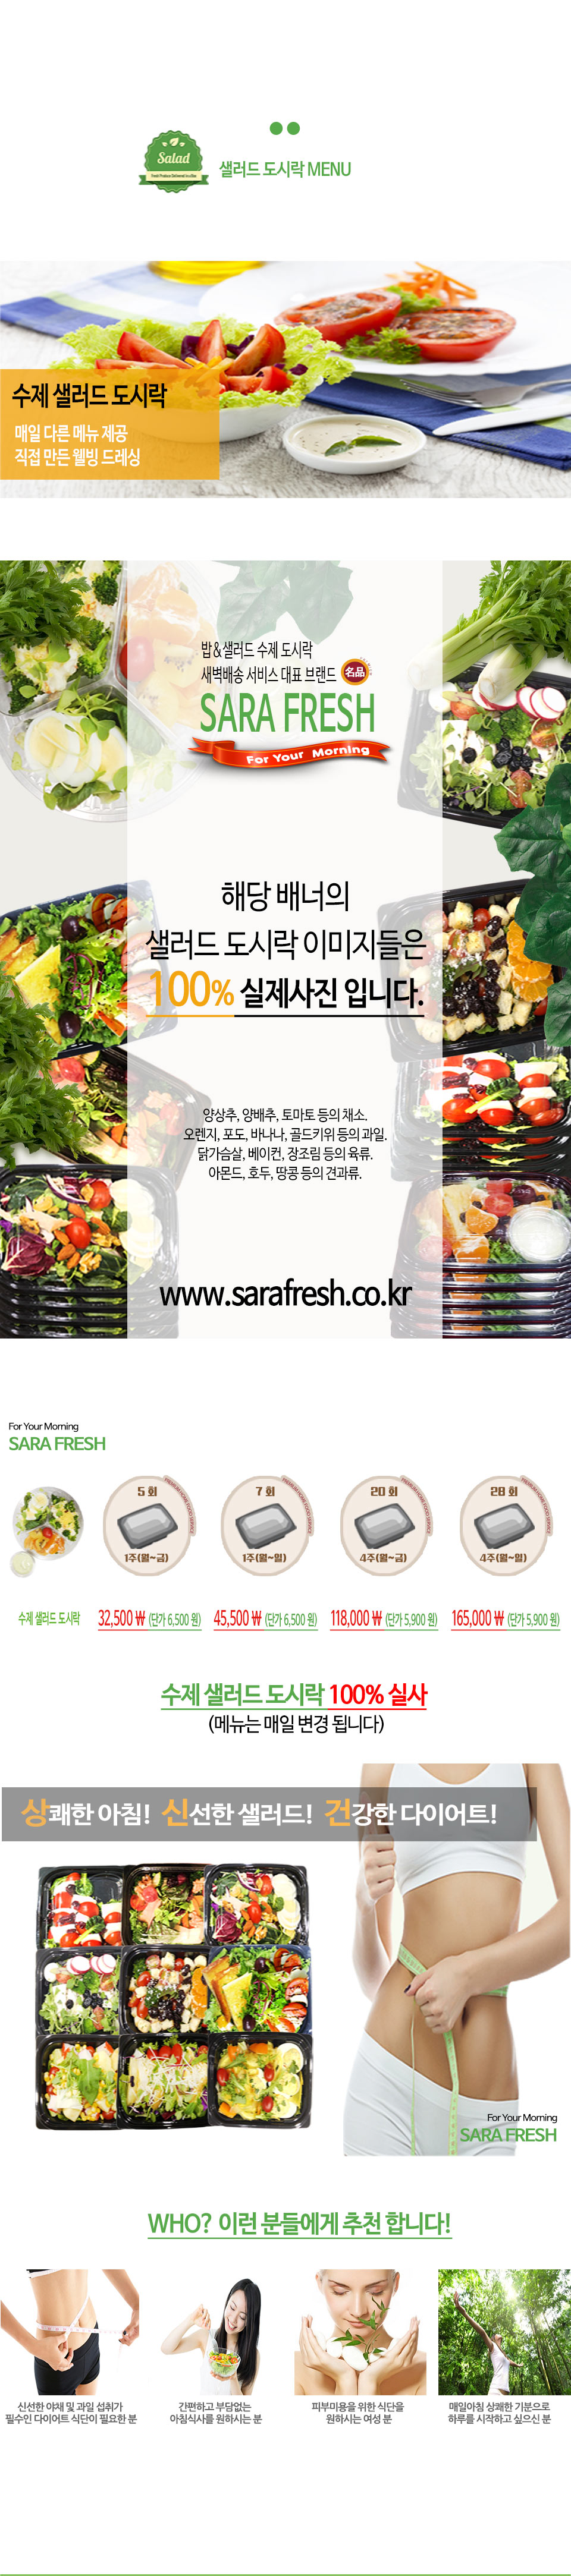 Salad
샐러드 도시락 MENU
수제 샐러드 도시락
매일 다른 메뉴 제공
직접 만든 웰빙 드레싱
밥&샐러드 수제 도시락
새벽배송 서비스 대표 브랜드 名品
SARA FRESH
For Your Morning
해당 배너의
샐러드 도시락 이미지들은
100% 실제사진 입니다.
양상추, 양배추, 토마토 등의 채소.
오렌지, 포도, 바나나, 골드키위 등의 과일.
닭가슴살, 베이컨, 장조림 등의 육류.
아몬드, 호두, 땅콩 등의 견과류.
www.sarafresh.co.kr
For Your Morning
SARA FRESH
5 회 7 회 20 회 28 회
1주(월~금) 1주(월~일) 4주(월~금) 4주(월~일)
수제 샐러드 도시락 32,500 ₩ (단가 6,500 원) 45,500 ₩ (단가 6,500 원) 118,000 ₩ (단가 5,900 원) 165,000 ₩ (단가 5,900 원)
수제 샐러드 도시락 100% 실사
(메뉴는 매일 변경 됩니다)
상쾌한 아침! 신선한 샐러드! 건강한 다이어트!
For Your Morning
SARA FRESH
WHO? 이런 분들에게 추천 합니다!
신선한 야채 및 과일 섭취가
필수인 다이어트 식단이 필요한 분
간편하고 부담없는
아침식사를 원하시는 분
피부미용을 위한 식단을
원하시는 여성 분
매일아침 상쾌한 기분으로
하루를 시작하고 싶으신 분